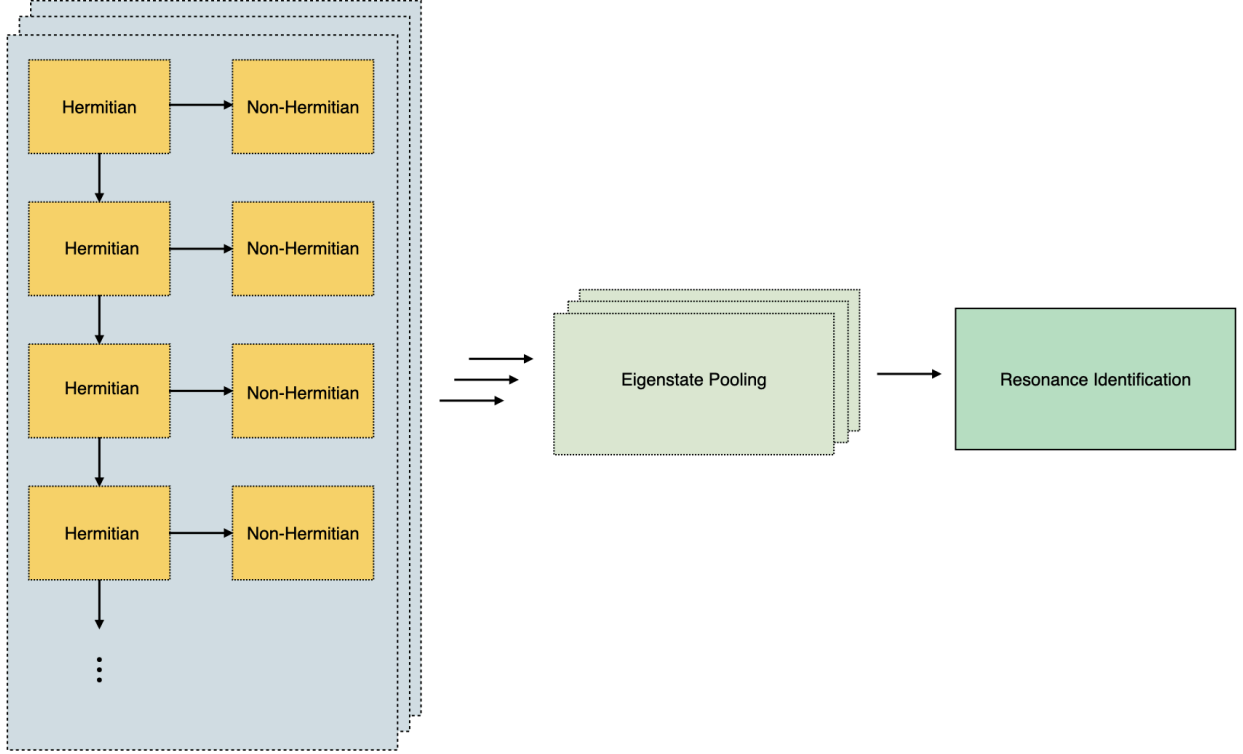 Hermitian
Non-Hermitian
Hermitian
Non-Hermitian
Hermitian
Non-Hermitian
Hermitian
Non-Hermitian
Eigenstate Pooling
Resonance Identification